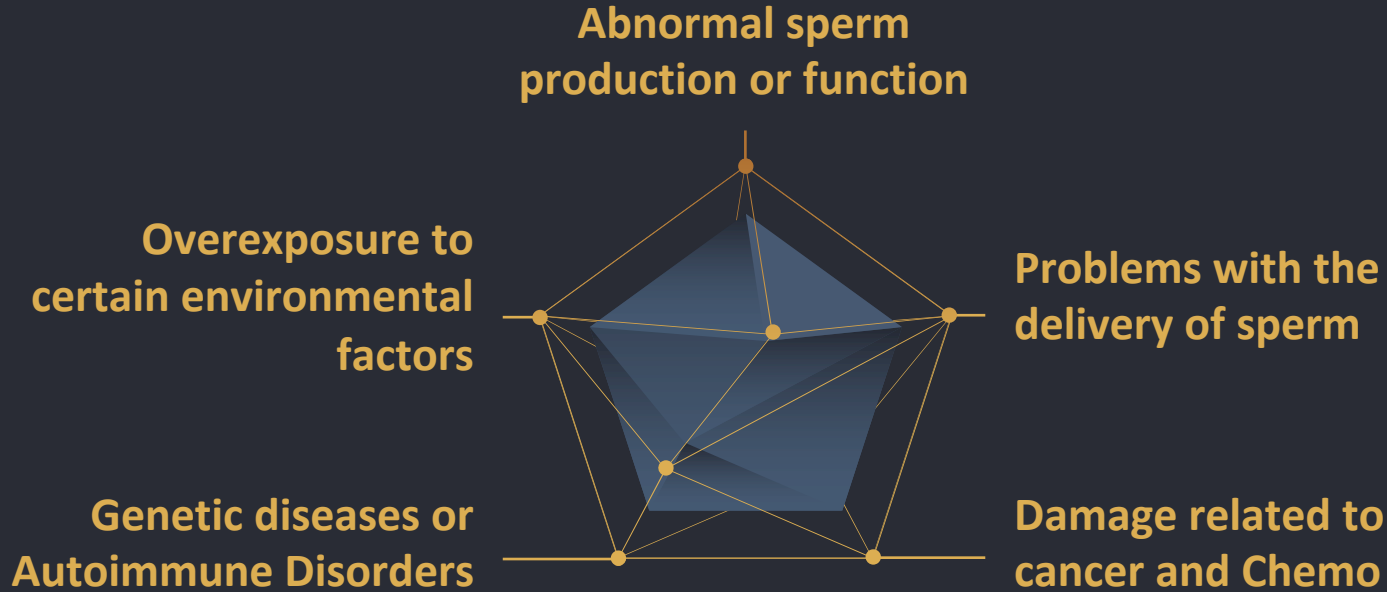 Abnormal sperm
production or function
Overexposure to
certain environmental
factors
Problems with the
delivery of sperm
Genetic diseases or
Autoimmune Disorders
Damage related to
cancer and Chemo